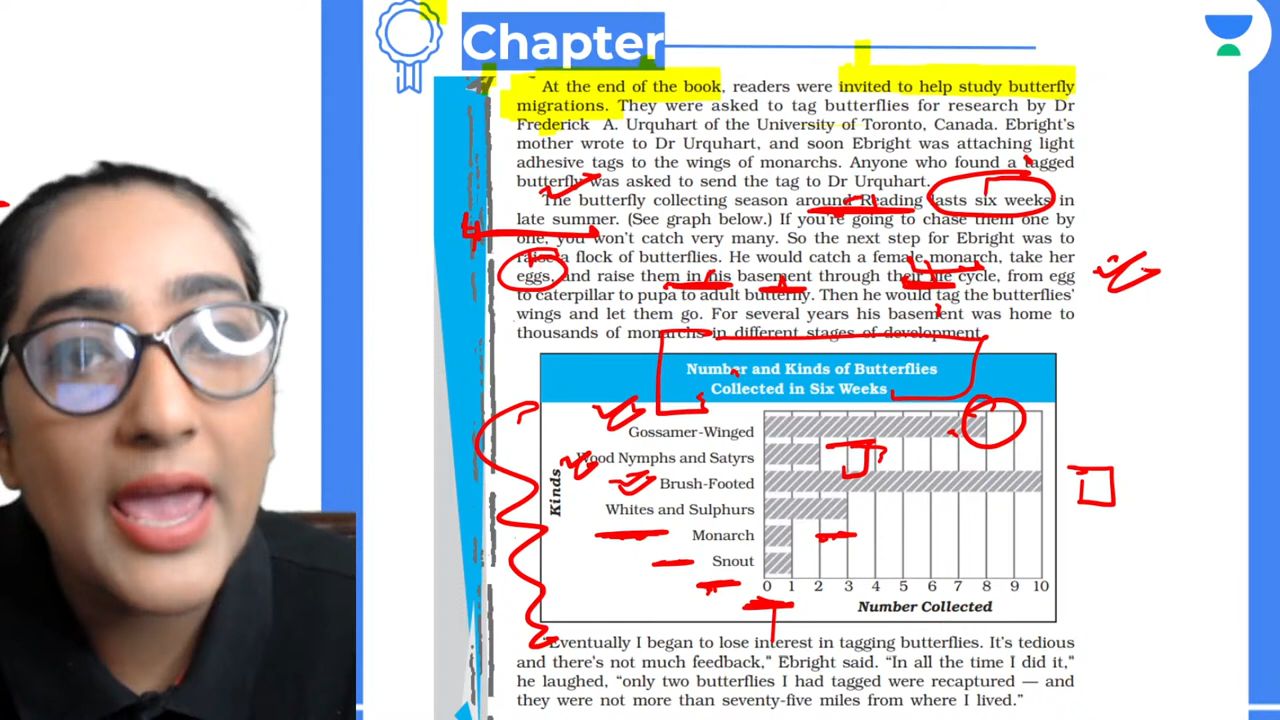 Chapter
"At the end of the book, readers were invited to help study butterfly
migrations. They were asked to tag butterflies for research by Dr
Frederick A. Urquhart of the University of Toronto, Canada. Ebright's
mother wrote to Dr Urquhart, and soon Ebright was attaching light
adhesive tags to the wings of monarchs. Anyone who found a tagged
butterfly was asked to send the tag to Dr Urquhart.
The butterfly collecting season around Reading lasts six weeks in
late summer. (See graph below.) If you're going to chase them one by
one, you won't catch very many. So the next step for Ebright was to
raise a flock of butterflies. He would catch a female monarch, take her
eggs, and raise them in his basement through their life cycle, from egg
to caterpillar to pupa to adult butterfly. Then he would tag the butterflies'
wings and let them go. For several years his basement was home to
thousands of monarchs in different stages of development.
Number and Kinds of Butterflies
Collected in Six Weeks
Kinds
Gossamer-Winged
Wood Nymphs and Satyrs
Brush-Footed
Whites and Sulphurs
Monarch
Snout
0 1 2 3 4 5 6 7 8 9 10
Number Collected
"Eventually I began to lose interest in tagging butterflies. It's tedious
and there's not much feedback," Ebright said. "In all the time I did it,"
he laughed, "only two butterflies I had tagged were recaptured — and
they were not more than seventy-five miles from where I lived."